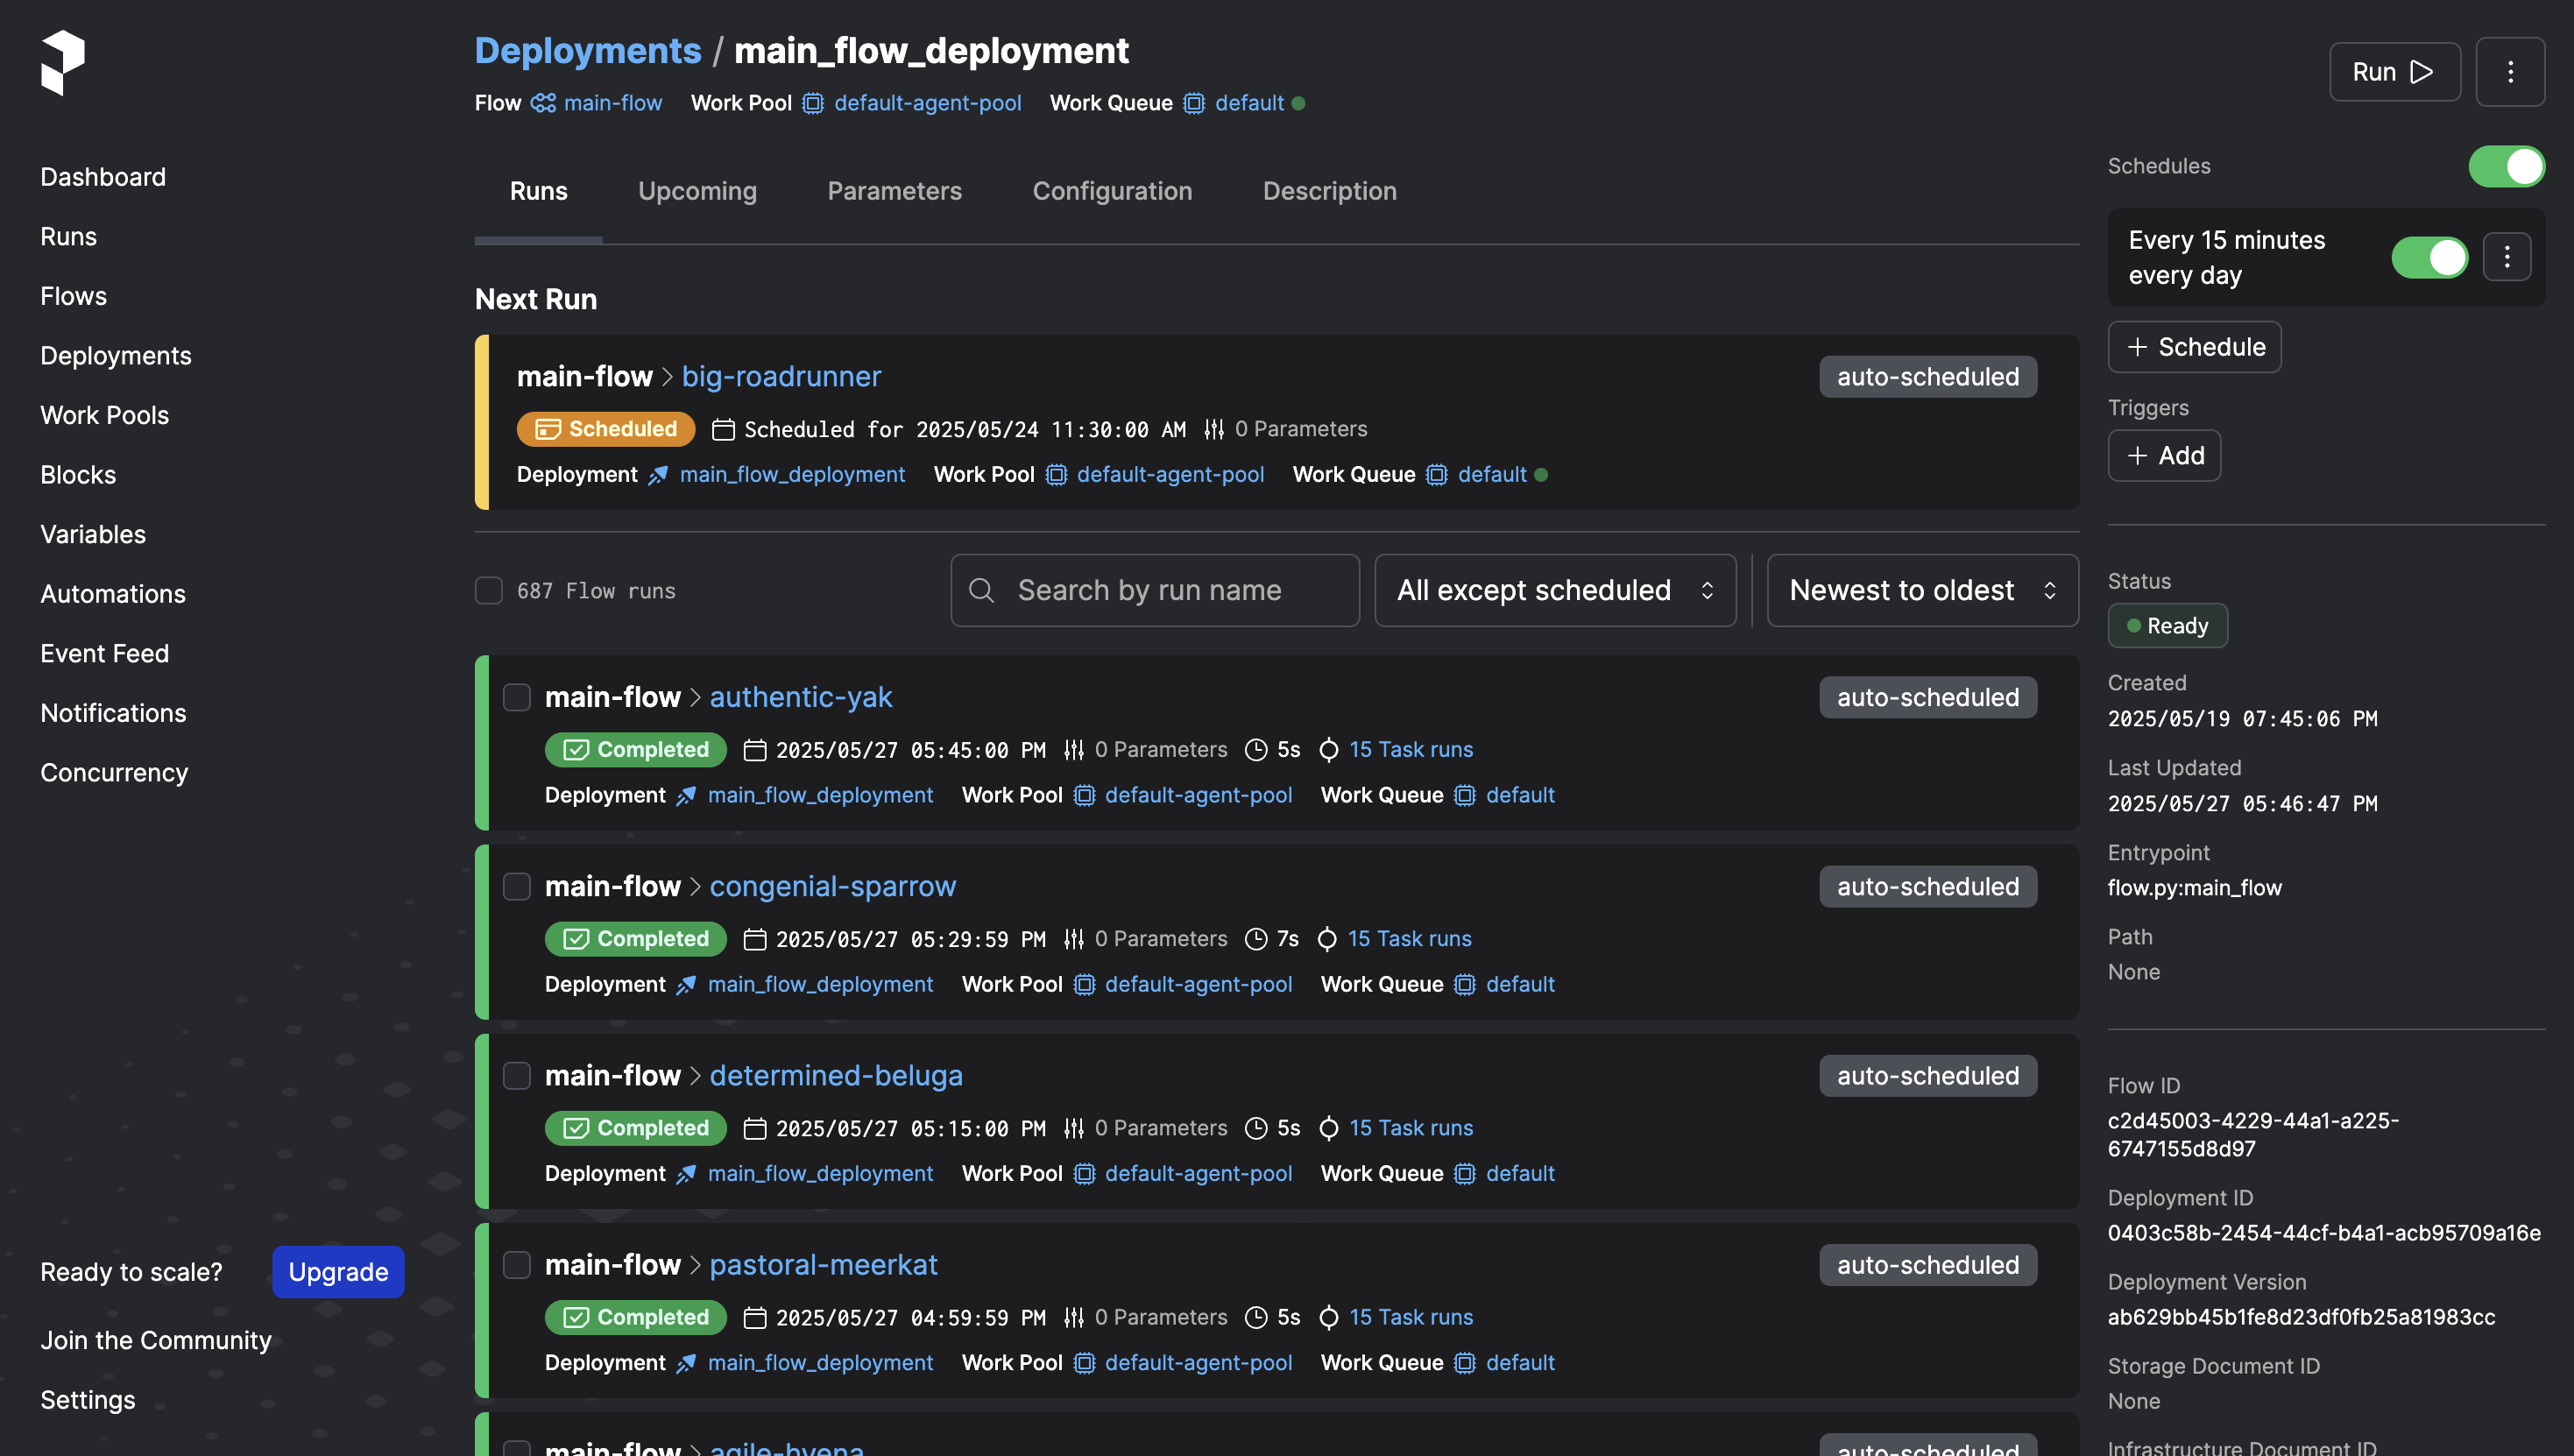 Deployments / main_flow_deployment
Flow main-flow Work Pool default-agent-pool Work Queue default
Run
Dashboard
Runs
Flows
Deployments
Work Pools
Blocks
Variables
Automations
Event Feed
Notifications
Concurrency
Ready to scale? Upgrade
Join the Community
Settings
Runs Upcoming Parameters Configuration Description
Next Run
main-flow > big-roadrunner auto-scheduled
Scheduled Scheduled for 2025/05/24 11:30:00 AM 0 Parameters
Deployment main_flow_deployment Work Pool default-agent-pool Work Queue default
687 Flow runs Search by run name All except scheduled Newest to oldest
main-flow > authentic-yak auto-scheduled
Completed 2025/05/27 05:45:00 PM 0 Parameters 5s 15 Task runs
Deployment main_flow_deployment Work Pool default-agent-pool Work Queue default
main-flow > congenial-sparrow auto-scheduled
Completed 2025/05/27 05:29:59 PM 0 Parameters 7s 15 Task runs
Deployment main_flow_deployment Work Pool default-agent-pool Work Queue default
main-flow > determined-beluga auto-scheduled
Completed 2025/05/27 05:15:00 PM 0 Parameters 5s 15 Task runs
Deployment main_flow_deployment Work Pool default-agent-pool Work Queue default
main-flow > pastoral-meerkat auto-scheduled
Completed 2025/05/27 04:59:59 PM 0 Parameters 5s 15 Task runs
Deployment main_flow_deployment Work Pool default-agent-pool Work Queue default
main-flow > agile-hyena auto-scheduled
Schedules
Every 15 minutes
every day
+ Schedule
Triggers
+ Add
Status
Ready
Created
2025/05/19 07:45:06 PM
Last Updated
2025/05/27 05:46:47 PM
Entrypoint
flow.py:main_flow
Path
None
Flow ID
c2d45003-4229-44a1-a225-
6747155d8d97
Deployment ID
0403c58b-2454-44cf-b4a1-acb95709a16e
Deployment Version
ab629bb45b1fe8d23df0fb25a81983cc
Storage Document ID
None
Infrastructure Document ID